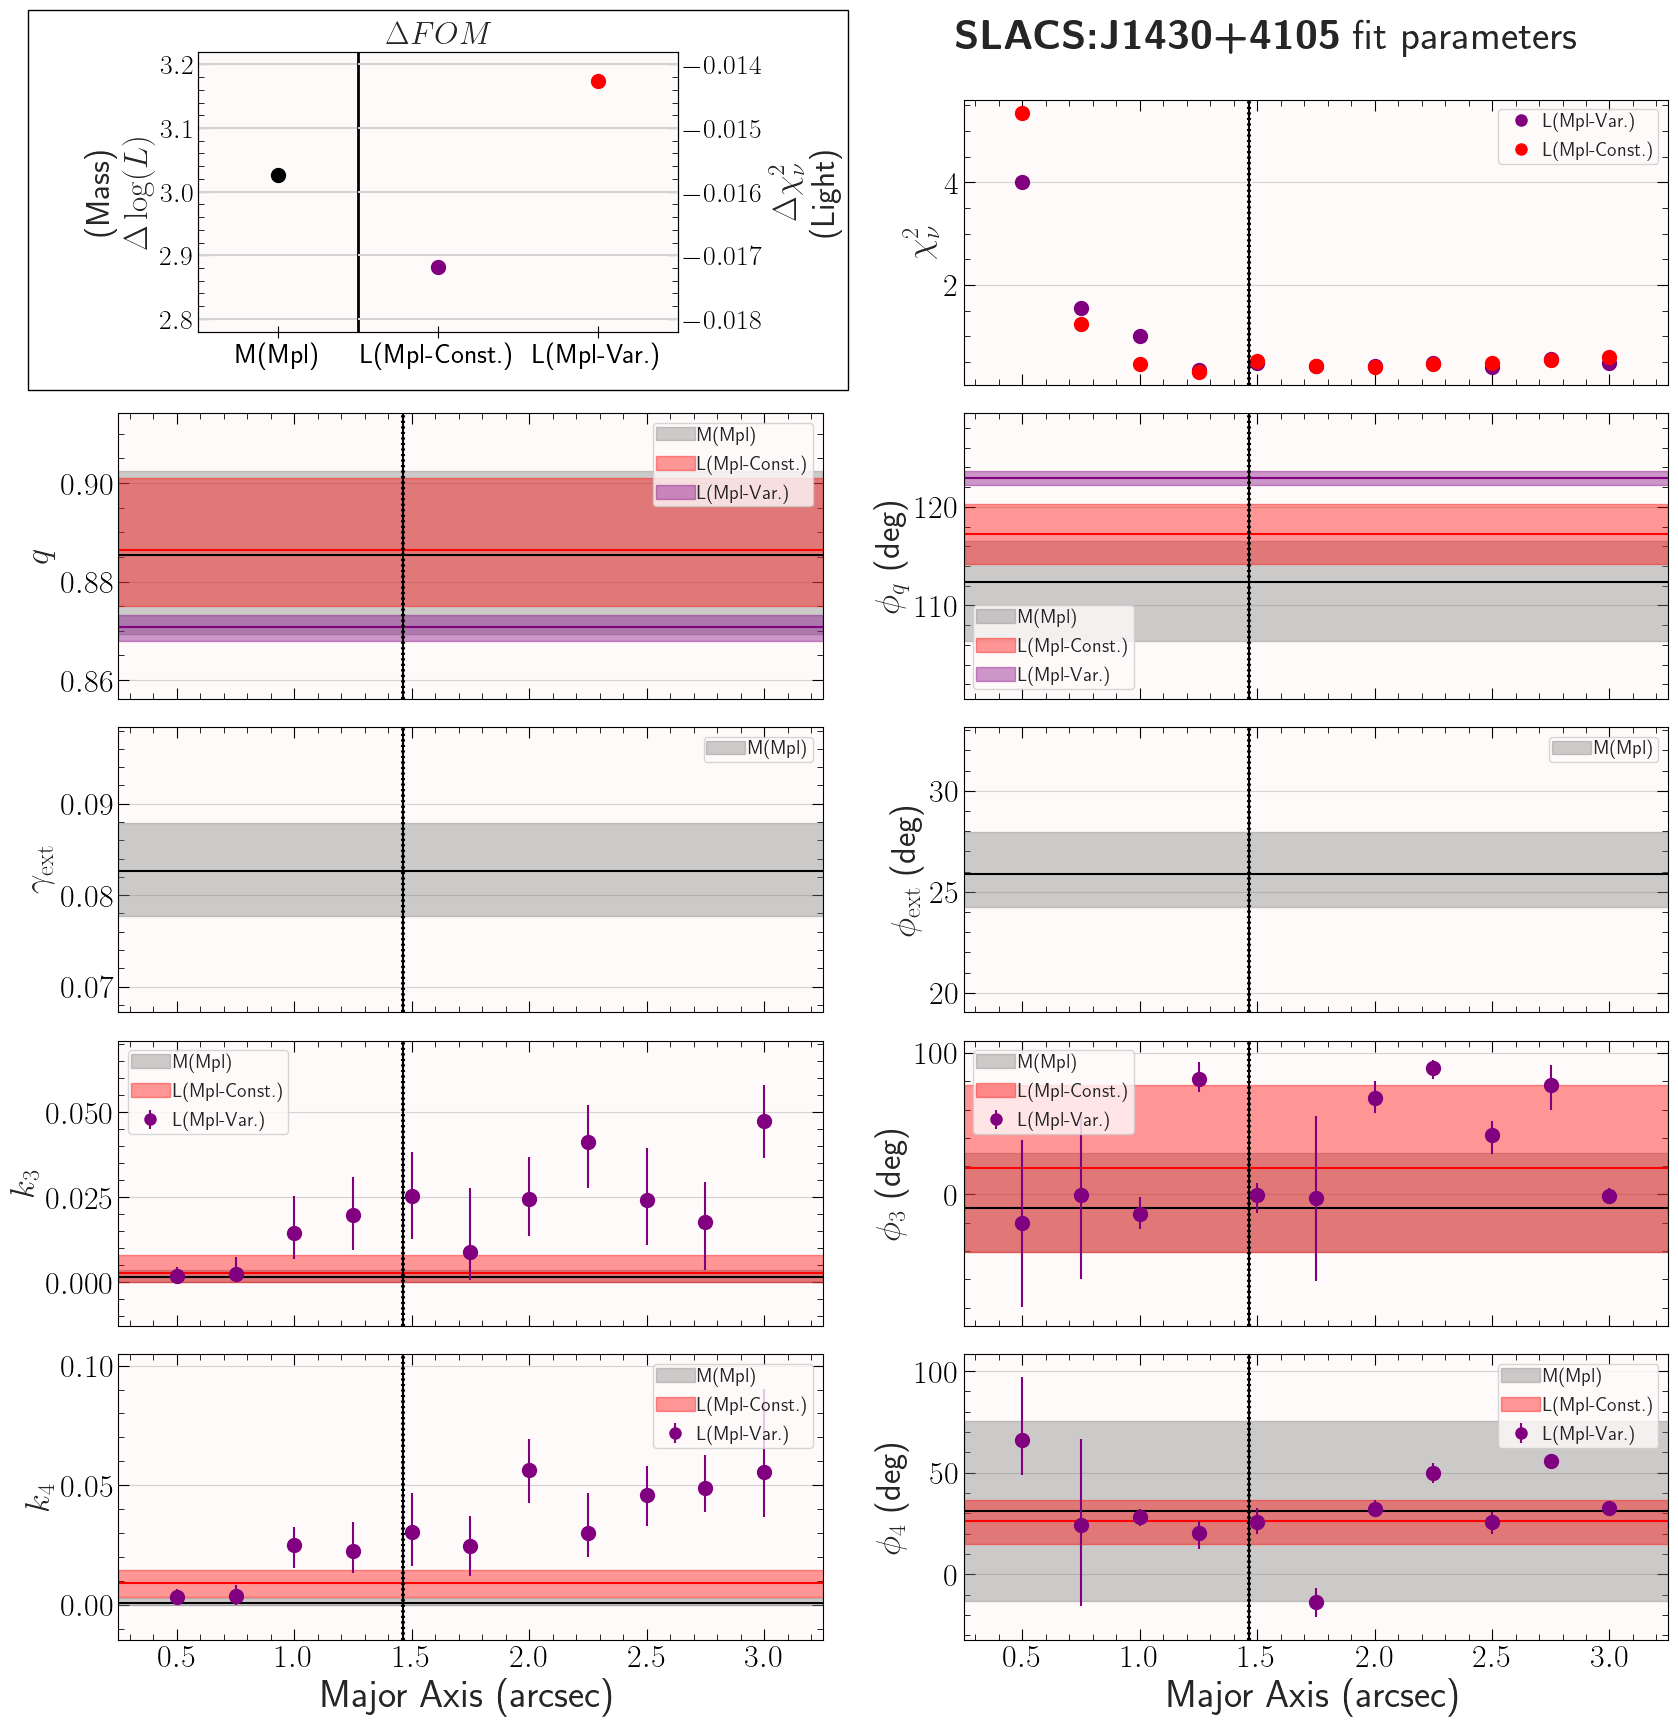 ΔFOM
SLACS:J1430+4105 fit parameters
3.2
3.1
3.0
2.9
2.8
(Mass)
Δ log(L)
−0.014
−0.015
−0.016
−0.017
−0.018
Δχ²ᵥ
(Light)
M(Mpl) L(Mpl-Const.) L(Mpl-Var.)
4
2
χ²ᵥ
L(Mpl-Var.)
L(Mpl-Const.)
0.90
0.88
0.86
q
M(Mpl)
L(Mpl-Const.)
L(Mpl-Var.)
120
110
ϕ_q (deg)
M(Mpl)
L(Mpl-Const.)
L(Mpl-Var.)
0.09
0.08
0.07
γ_ext
M(Mpl)
30
25
20
ϕ_ext (deg)
M(Mpl)
0.050
0.025
0.000
k₃
M(Mpl)
L(Mpl-Const.)
L(Mpl-Var.)
100
0
ϕ₃ (deg)
M(Mpl)
L(Mpl-Const.)
L(Mpl-Var.)
0.10
0.05
0.00
k₄
M(Mpl)
L(Mpl-Const.)
L(Mpl-Var.)
0.5 1.0 1.5 2.0 2.5 3.0
Major Axis (arcsec)
100
50
0
ϕ₄ (deg)
M(Mpl)
L(Mpl-Const.)
L(Mpl-Var.)
0.5 1.0 1.5 2.0 2.5 3.0
Major Axis (arcsec)